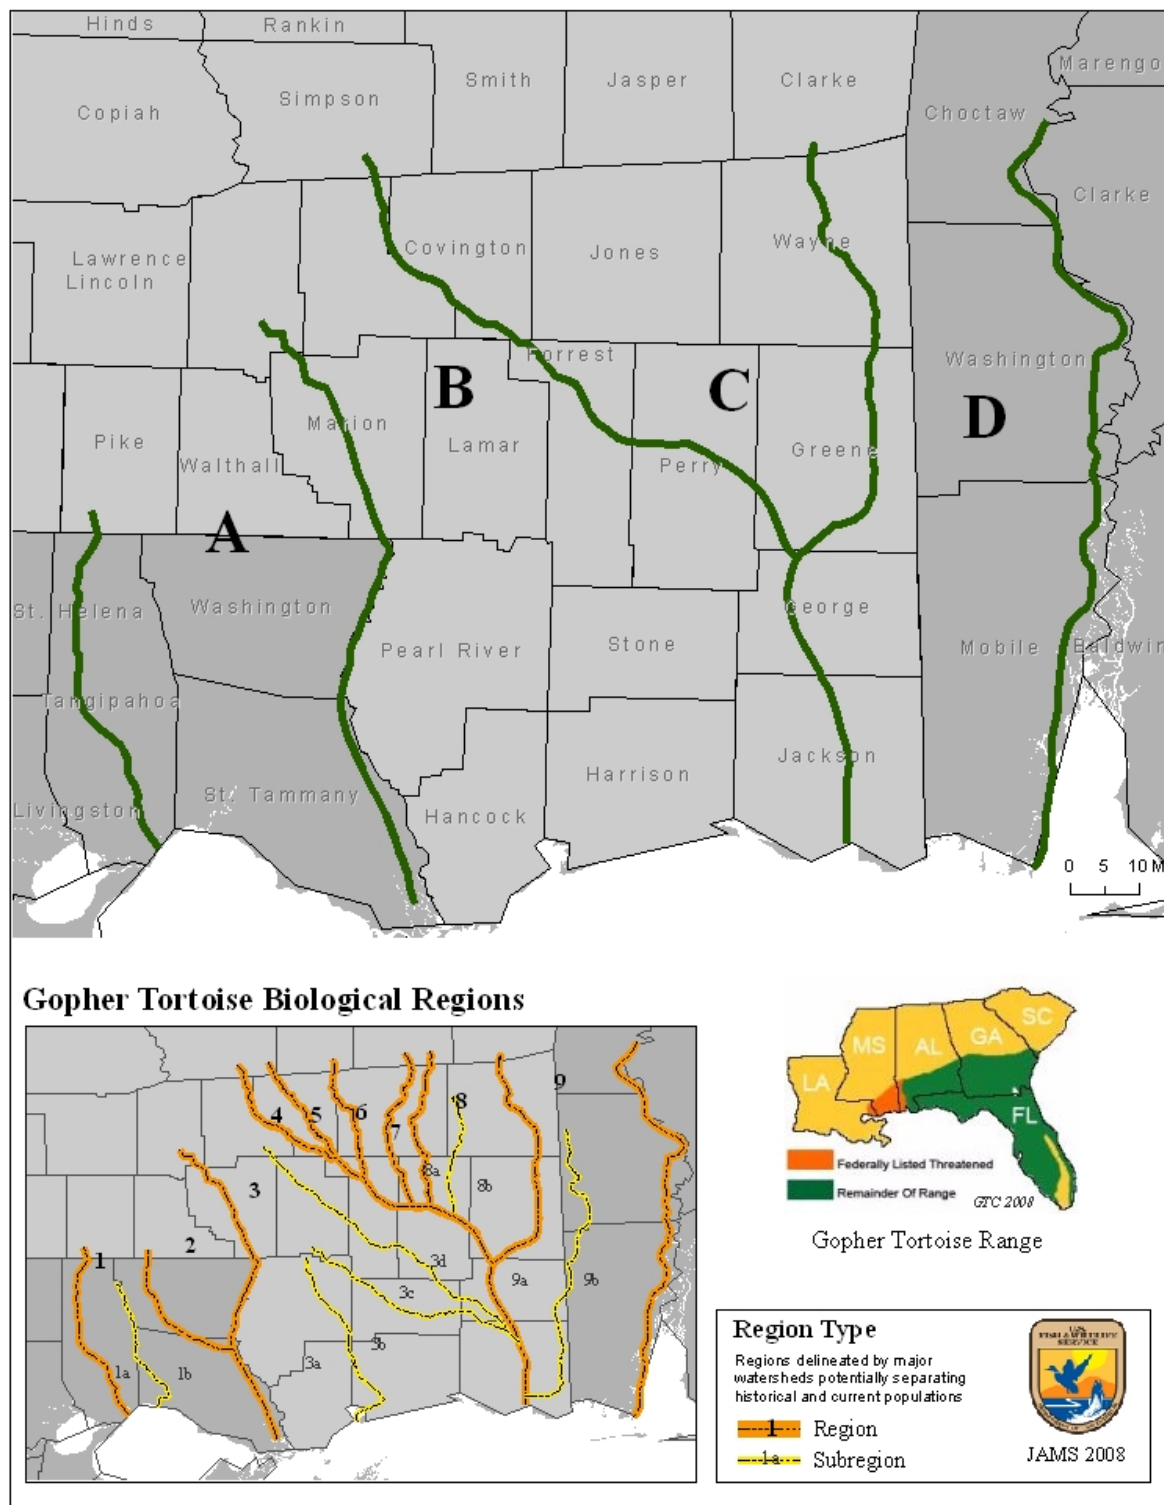 Hinds
Rankin
Marengo
Smith
Jasper
Clarke
Simpson
Copiah
Choctaw
Clarke
Covington
Jones
Wayne
Lawrence
Lincoln
Forrest
Washington
B
C
D
Marion
Pike
Lamar
Greene
Walthall
Perry
A
St. Helena
Washington
George
Pearl River
Stone
Mobile
Baldwin
Tangipahoa
Jackson
Harrison
St. Tammany
Livingston
Hancock
0 5 10 M
Gopher Tortoise Biological Regions
9
4
5
6
7
8
8a
8b
3
2
1
3d
9a
9b
3c
3b
3a
1a
1b
SC
GA
MS
AL
LA
FL
Federally Listed Threatened
Remainder Of Range
GTC 2008
Gopher Tortoise Range
Region Type
Regions delineated by major
watersheds potentially separating
historical and current populations
1 Region
1a Subregion
U.S.
FISH & WILDLIFE
SERVICE
JAMS 2008